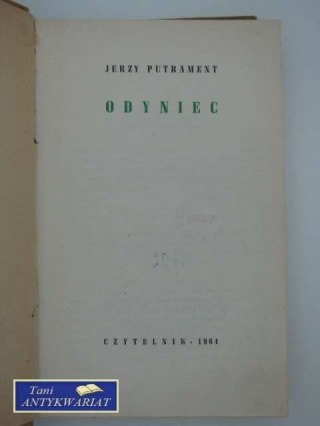 JERZY PUTRAMENT
ODYNIEC
CZYTELNIK · 1964
Tani
ANTYKWARIAT